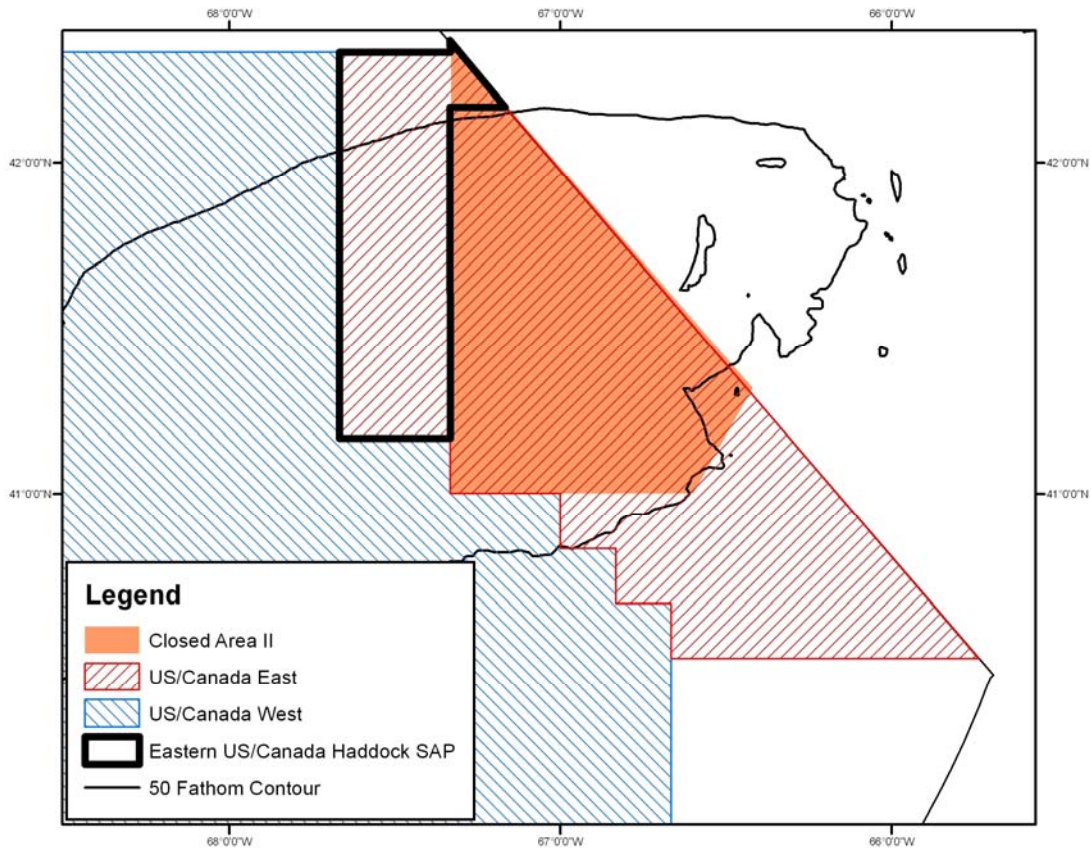 68°0'0"W 67°0'0"W 66°0'0"W
42°0'0"N 42°0'0"N
41°0'0"N 41°0'0"N
Legend
Closed Area II
US/Canada East
US/Canada West
Eastern US/Canada Haddock SAP
50 Fathom Contour
68°0'0"W 67°0'0"W 66°0'0"W